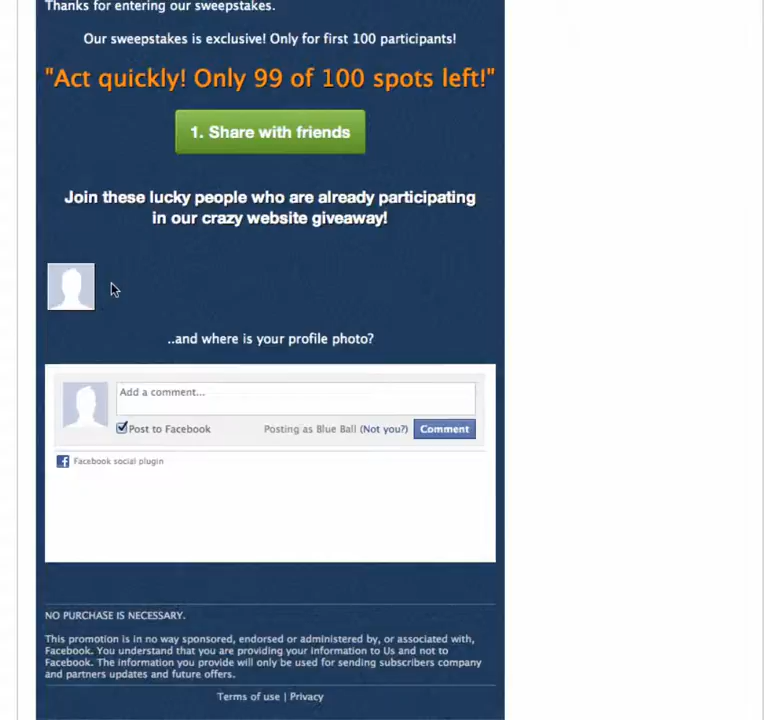 Thanks for entering our sweepstakes.
Our sweepstakes is exclusive! Only for first 100 participants!
"Act quickly! Only 99 of 100 spots left!"
1. Share with friends
Join these lucky people who are already participating
in our crazy website giveaway!
..and where is your profile photo?
Add a comment...
Post to Facebook
Posting as Blue Ball (Not you?)
Comment
Facebook social plugin
NO PURCHASE IS NECESSARY.
This promotion is in no way sponsored, endorsed or administered by, or associated with,
Facebook. You understand that you are providing your information to Us and not to
Facebook. The information you provide will only be used for sending subscribers company
and partners updates and future offers.
Terms of use | Privacy